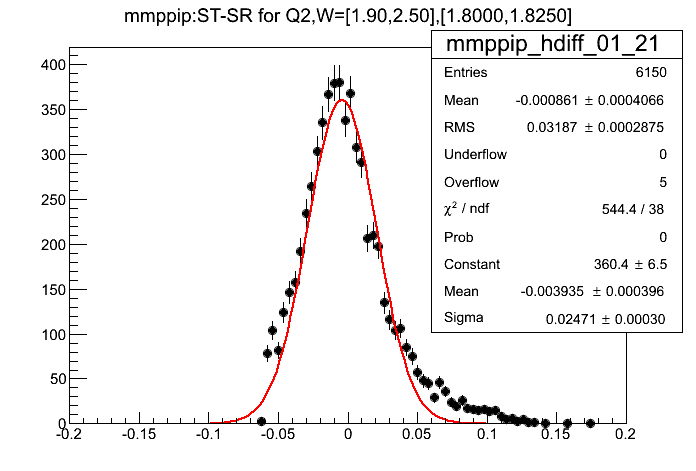 mmppip:ST-SR for Q2,W=[1.90,2.50],[1.8000,1.8250]
mmppip_hdiff_01_21
Entries 6150
Mean -0.000861 ± 0.0004066
RMS 0.03187 ± 0.0002875
Underflow 0
Overflow 5
χ² / ndf 544.4 / 38
Prob 0
Constant 360.4 ± 6.5
Mean -0.003935 ± 0.000396
Sigma 0.02471 ± 0.00030
400
350
300
250
200
150
100
50
0
-0.2 -0.15 -0.1 -0.05 0 0.05 0.1 0.15 0.2